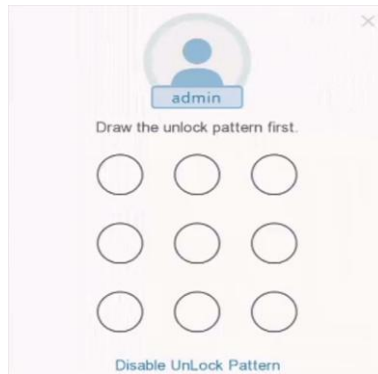 admin
Draw the unlock pattern first.
Disable UnLock Pattern